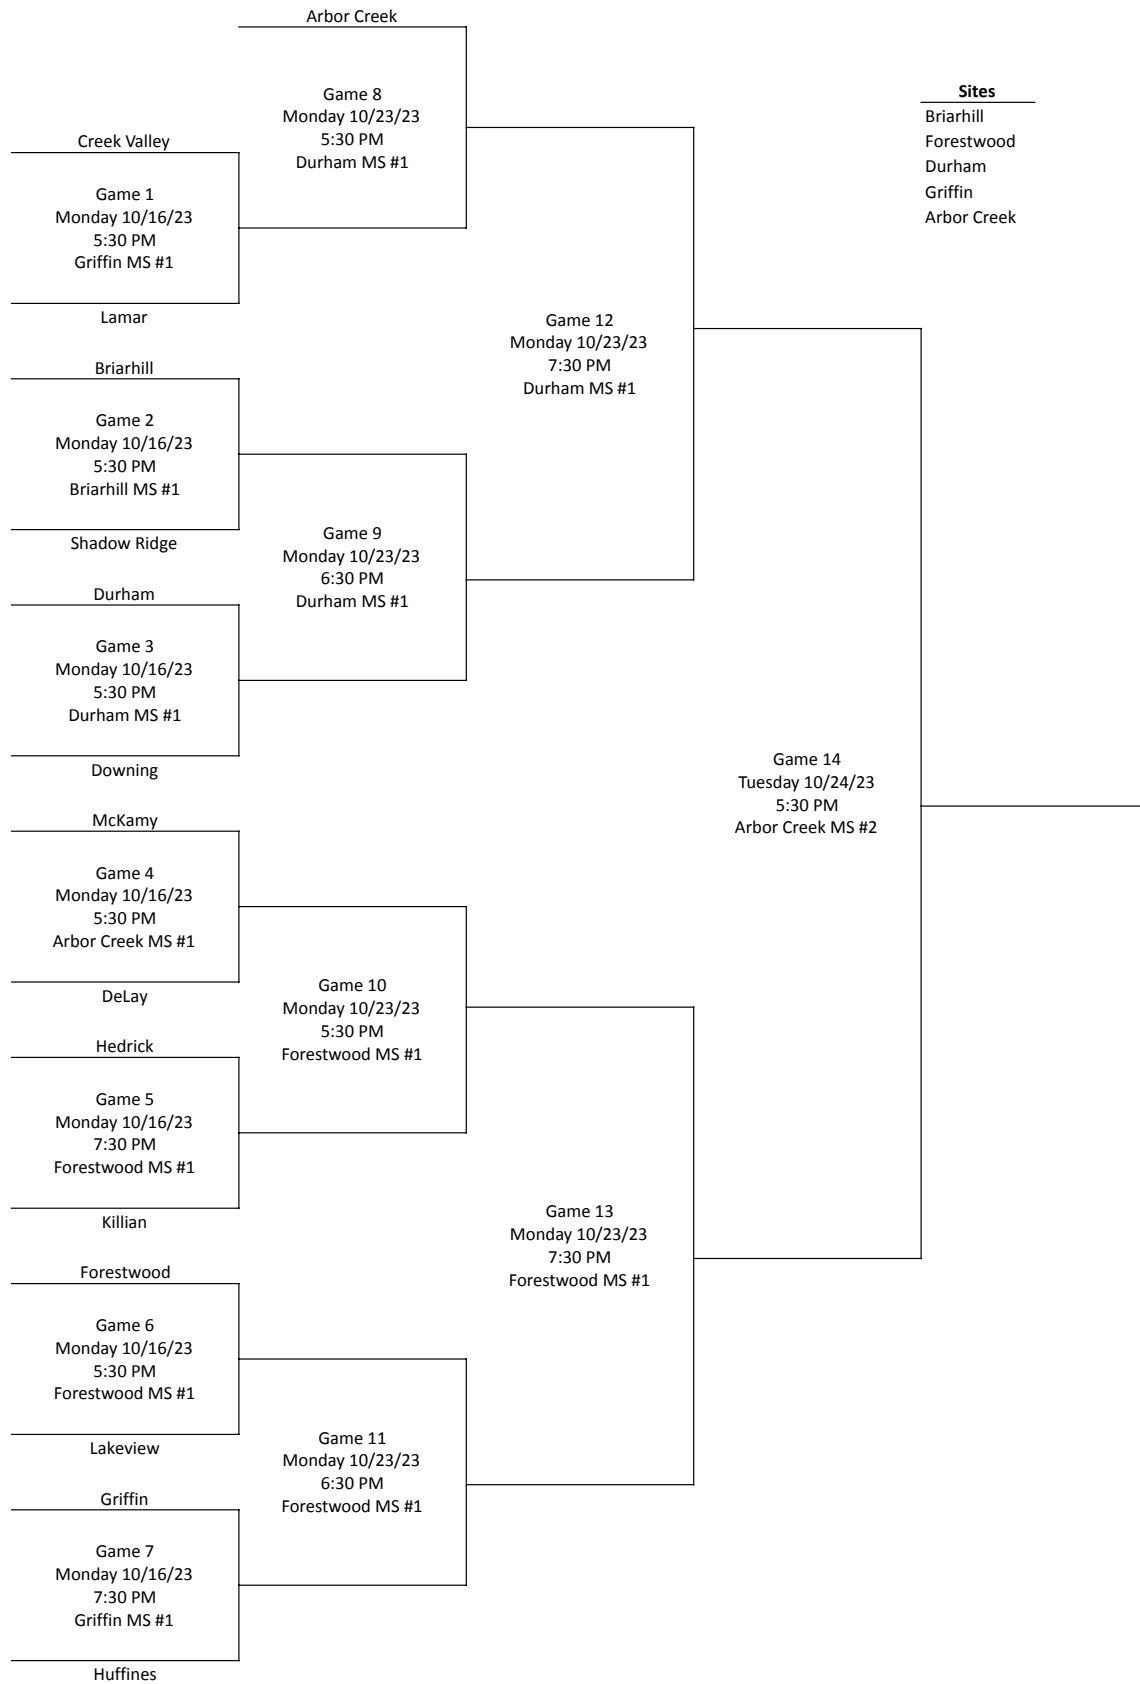 Arbor Creek
Game 8
Monday 10/23/23
5:30 PM
Durham MS #1
Sites
Briarhill
Forestwood
Durham
Griffin
Arbor Creek
Creek Valley
Game 1
Monday 10/16/23
5:30 PM
Griffin MS #1
Lamar
Game 12
Monday 10/23/23
7:30 PM
Durham MS #1
Briarhill
Game 2
Monday 10/16/23
5:30 PM
Briarhill MS #1
Shadow Ridge
Game 9
Monday 10/23/23
6:30 PM
Durham MS #1
Durham
Game 3
Monday 10/16/23
5:30 PM
Durham MS #1
Downing
Game 14
Tuesday 10/24/23
5:30 PM
Arbor Creek MS #2
McKamy
Game 4
Monday 10/16/23
5:30 PM
Arbor Creek MS #1
DeLay
Game 10
Monday 10/23/23
5:30 PM
Forestwood MS #1
Hedrick
Game 5
Monday 10/16/23
7:30 PM
Forestwood MS #1
Killian
Game 13
Monday 10/23/23
7:30 PM
Forestwood MS #1
Forestwood
Game 6
Monday 10/16/23
5:30 PM
Forestwood MS #1
Lakeview
Game 11
Monday 10/23/23
6:30 PM
Forestwood MS #1
Griffin
Game 7
Monday 10/16/23
7:30 PM
Griffin MS #1
Huffines